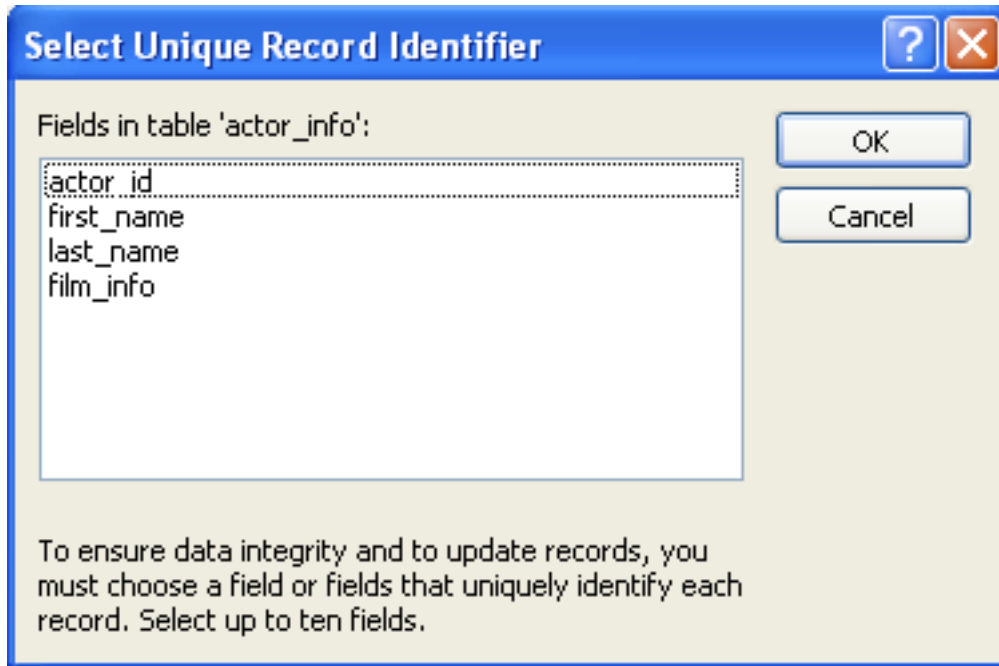 Select Unique Record Identifier
Fields in table 'actor_info':
OK
actor_id
first_name
Cancel
last_name
film_info
To ensure data integrity and to update records, you
must choose a field or fields that uniquely identify each
record. Select up to ten fields.